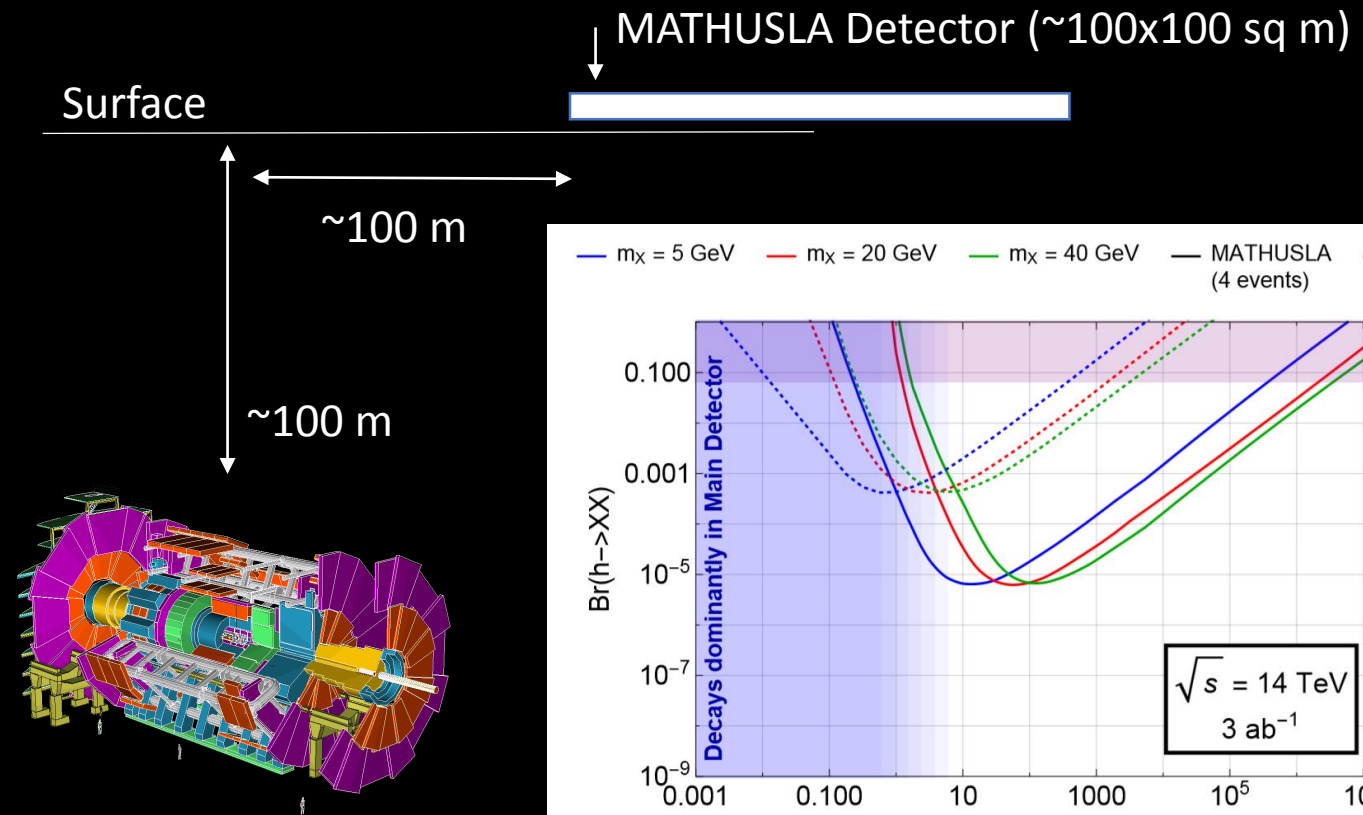 MATHUSLA Detector (~100x100 sq m)
Surface
~100 m
~100 m
m_X = 5 GeV
m_X = 20 GeV
m_X = 40 GeV
MATHUSLA
(4 events)
0.100
0.001
10⁻⁵
10⁻⁷
10⁻⁹
Br(h->XX)
Decays dominantly in Main Detector
√s = 14 TeV
3 ab⁻¹
0.001
0.100
10
1000
10⁵